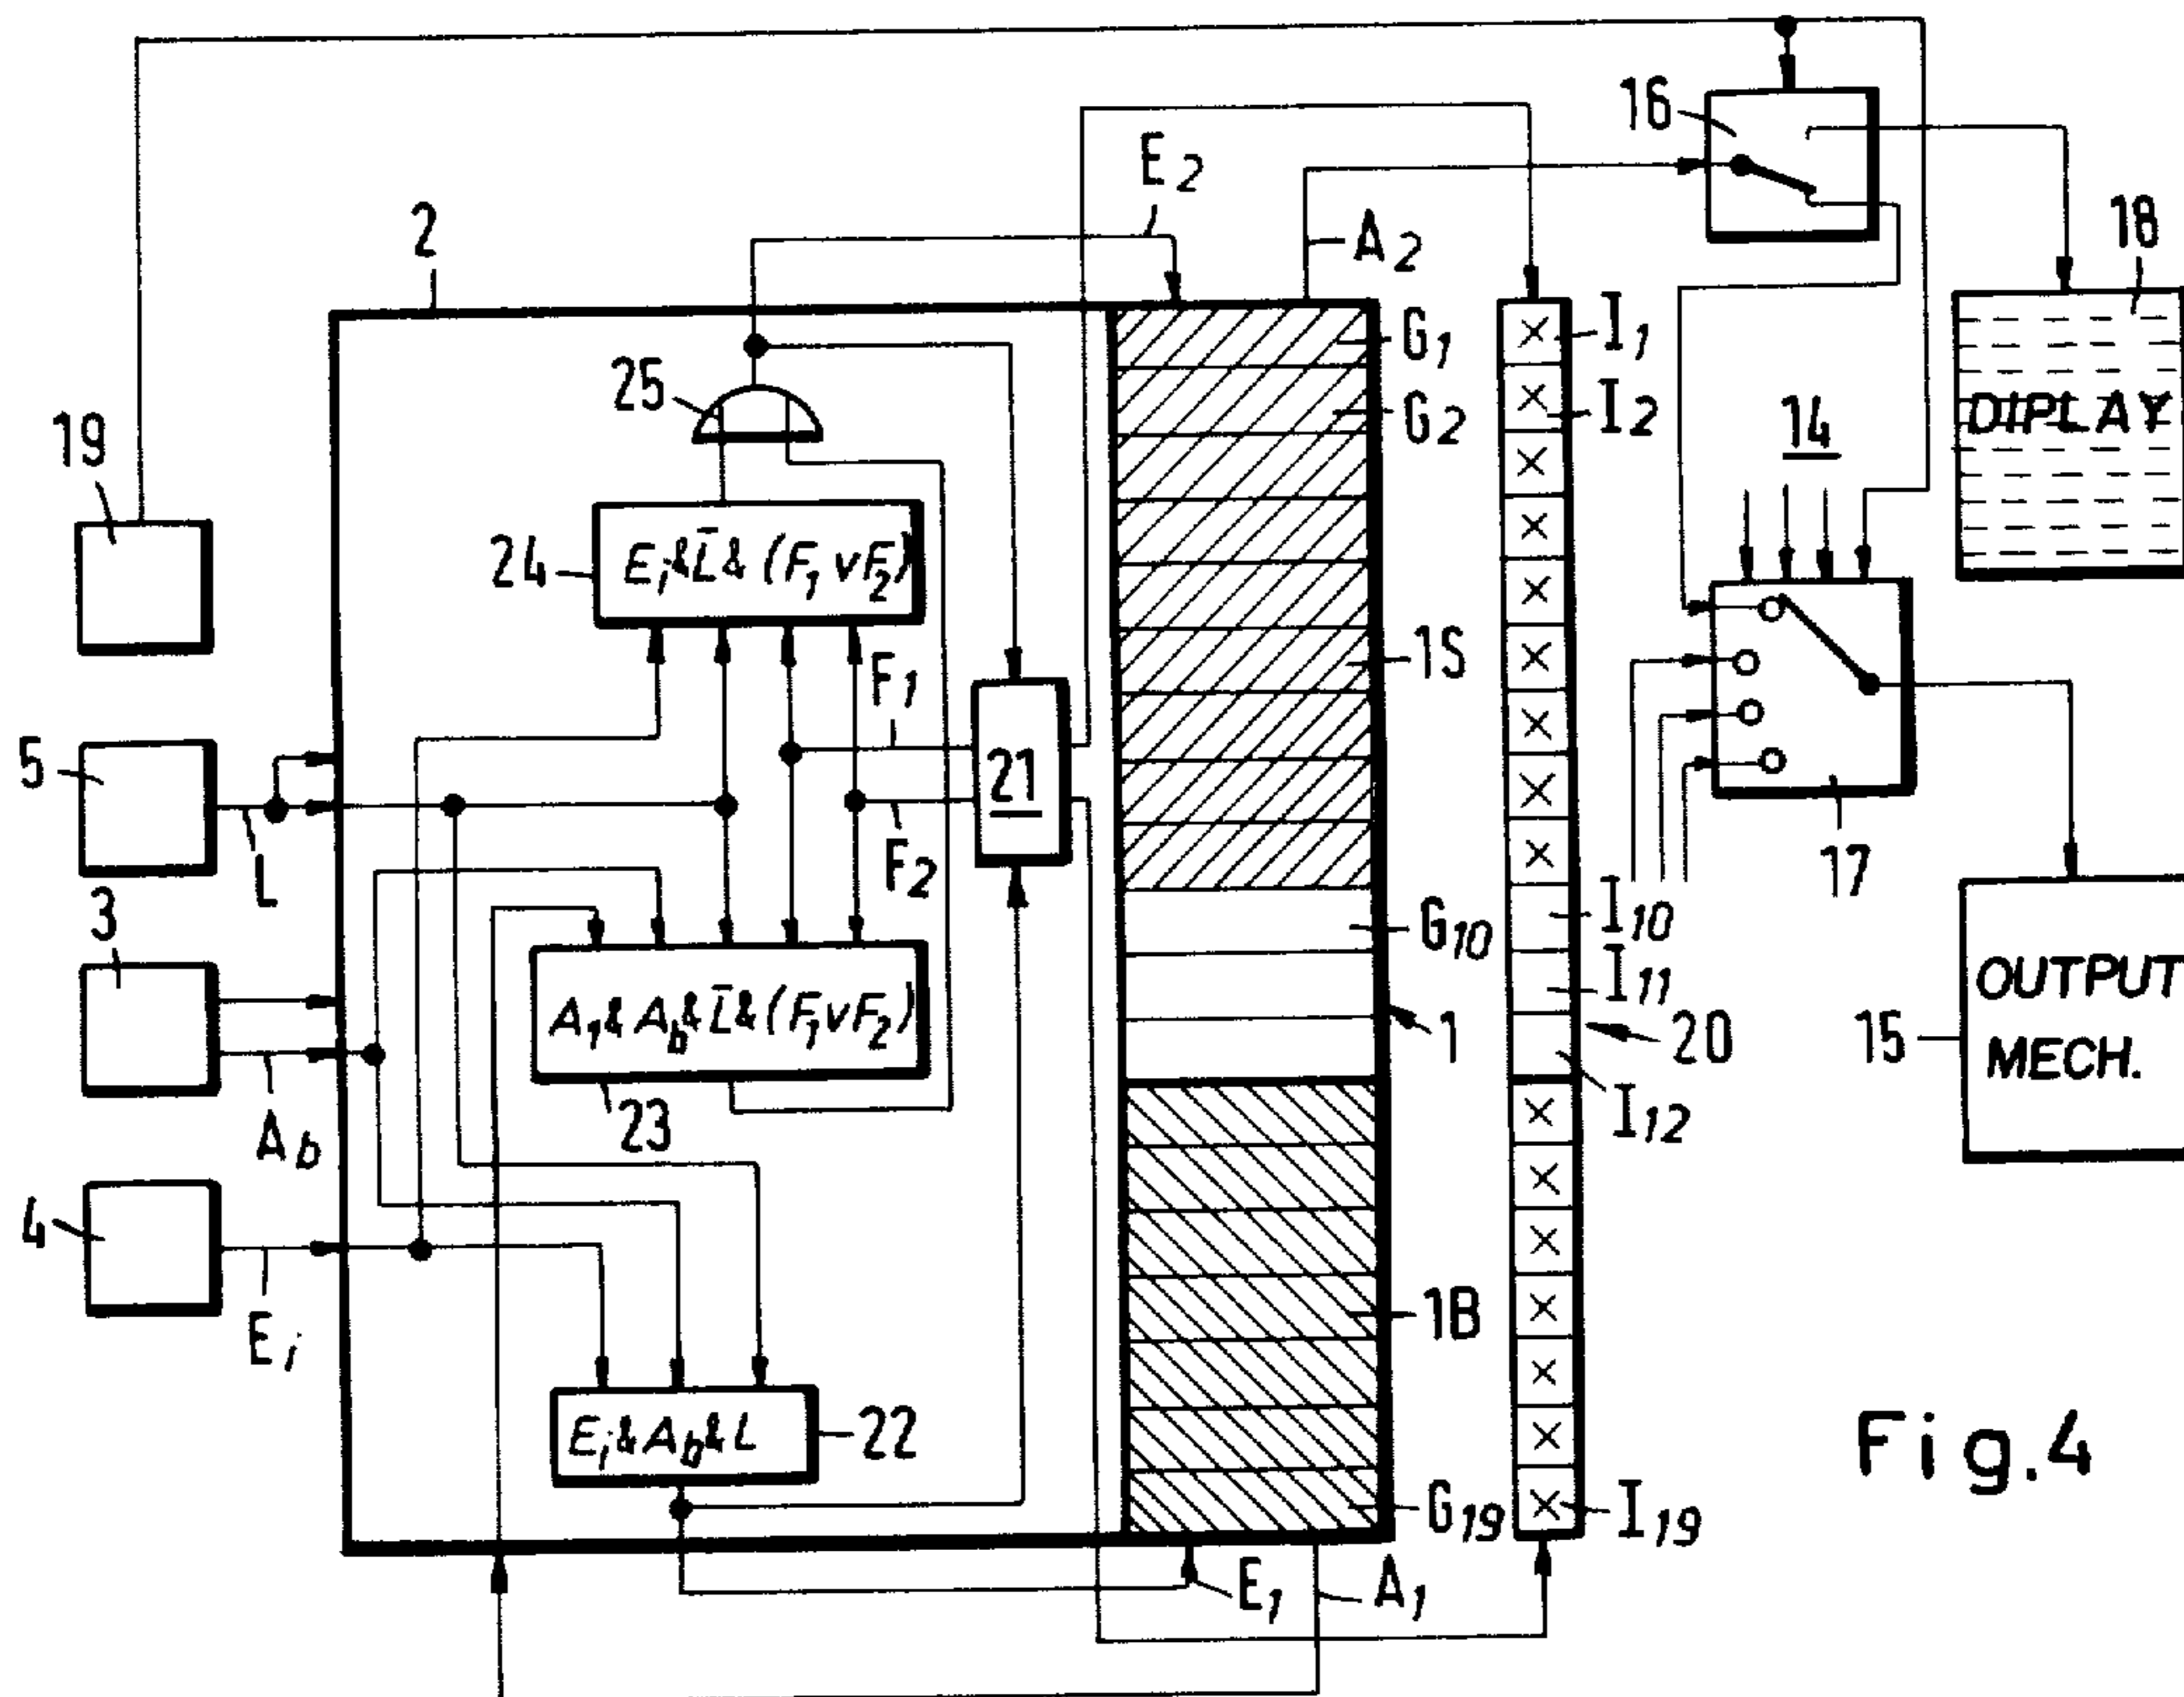 16
E2
2
A2
18
G1
I1
25
G2
I2
DIPLAY
14
19
24
Ei&L̄&(F1vF2)
1S
F1
5
21
L
F2
17
3
G10
I10
I11
OUTPUT
MECH.
A1&Ab&L̄&(F1vF2)
1
20
15
Ab
23
I12
4
1B
Ei
Ei&Ab&L
22
Fig.4
G19
I19
E1
A1